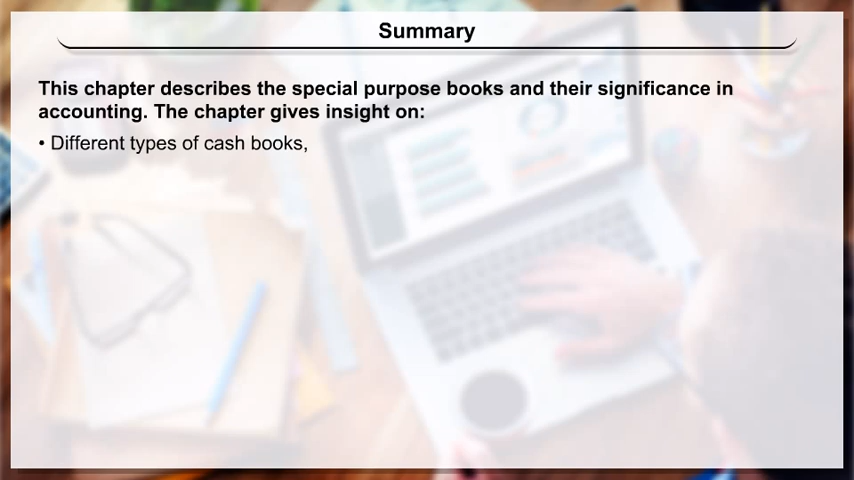 Summary
This chapter describes the special purpose books and their significance in
accounting. The chapter gives insight on:
• Different types of cash books,